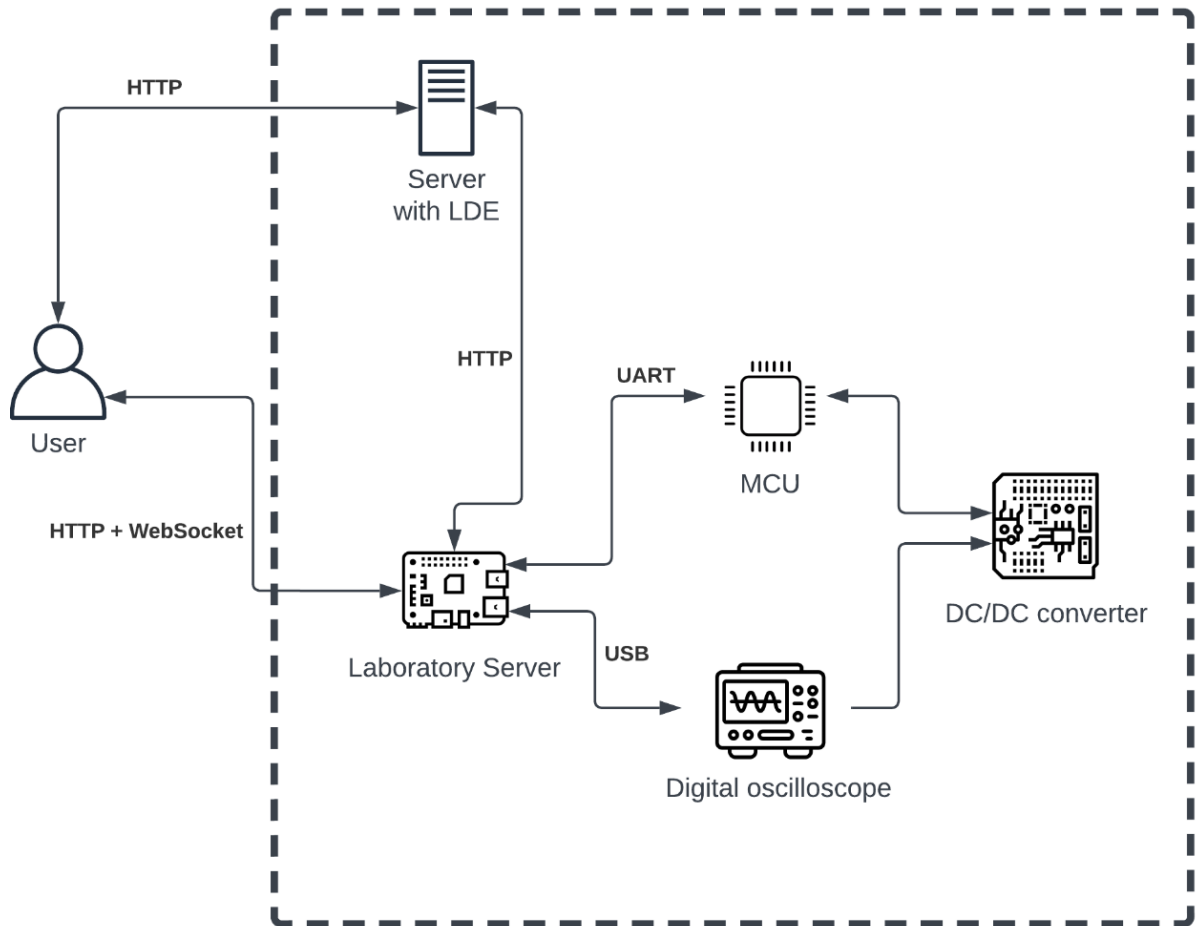 HTTP
Server
with LDE
HTTP
UART
User
MCU
HTTP + WebSocket
DC/DC converter
Laboratory Server
USB
Digital oscilloscope